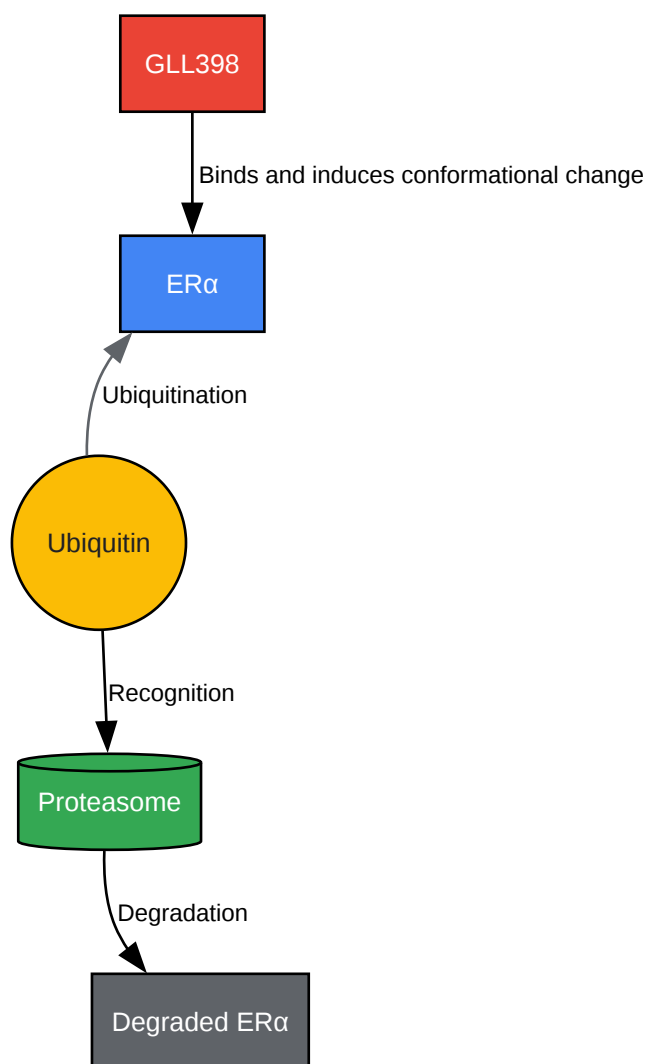 GLL398
Binds and induces conformational change
ERα
Ubiquitination
Ubiquitin
Recognition
Proteasome
Degradation
Degraded ERα